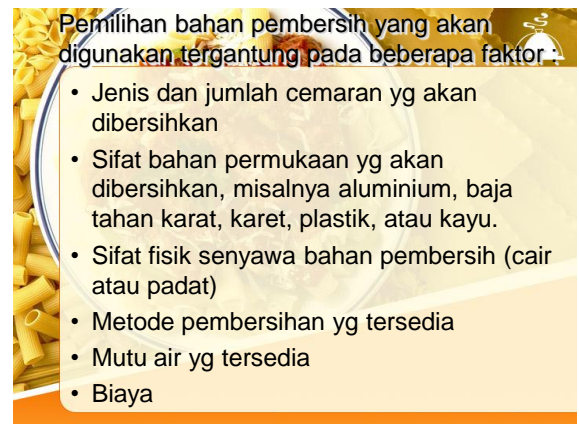 Pemilihan bahan pembersih yang akan
digunakan tergantung pada beberapa faktor :
• Jenis dan jumlah cemaran yg akan
dibersihkan
• Sifat bahan permukaan yg akan
dibersihkan, misalnya aluminium, baja
tahan karat, karet, plastik, atau kayu.
• Sifat fisik senyawa bahan pembersih (cair
atau padat)
• Metode pembersihan yg tersedia
• Mutu air yg tersedia
• Biaya